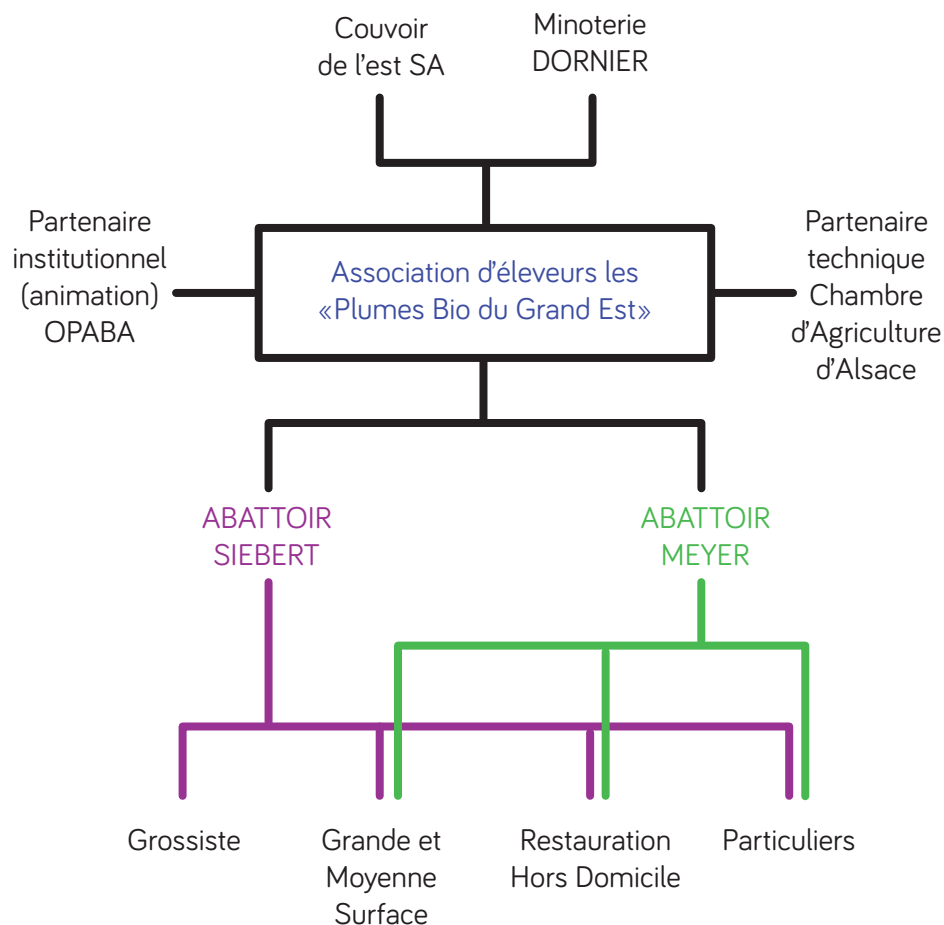 Couvoir
de l'est SA
Minoterie
DORNIER
Partenaire
institutionnel
(animation)
OPABA
Association d'éleveurs les
«Plumes Bio du Grand Est»
Partenaire
technique
Chambre
d'Agriculture
d'Alsace
ABATTOIR
SIEBERT
ABATTOIR
MEYER
Grossiste
Grande et
Moyenne
Surface
Restauration
Hors Domicile
Particuliers